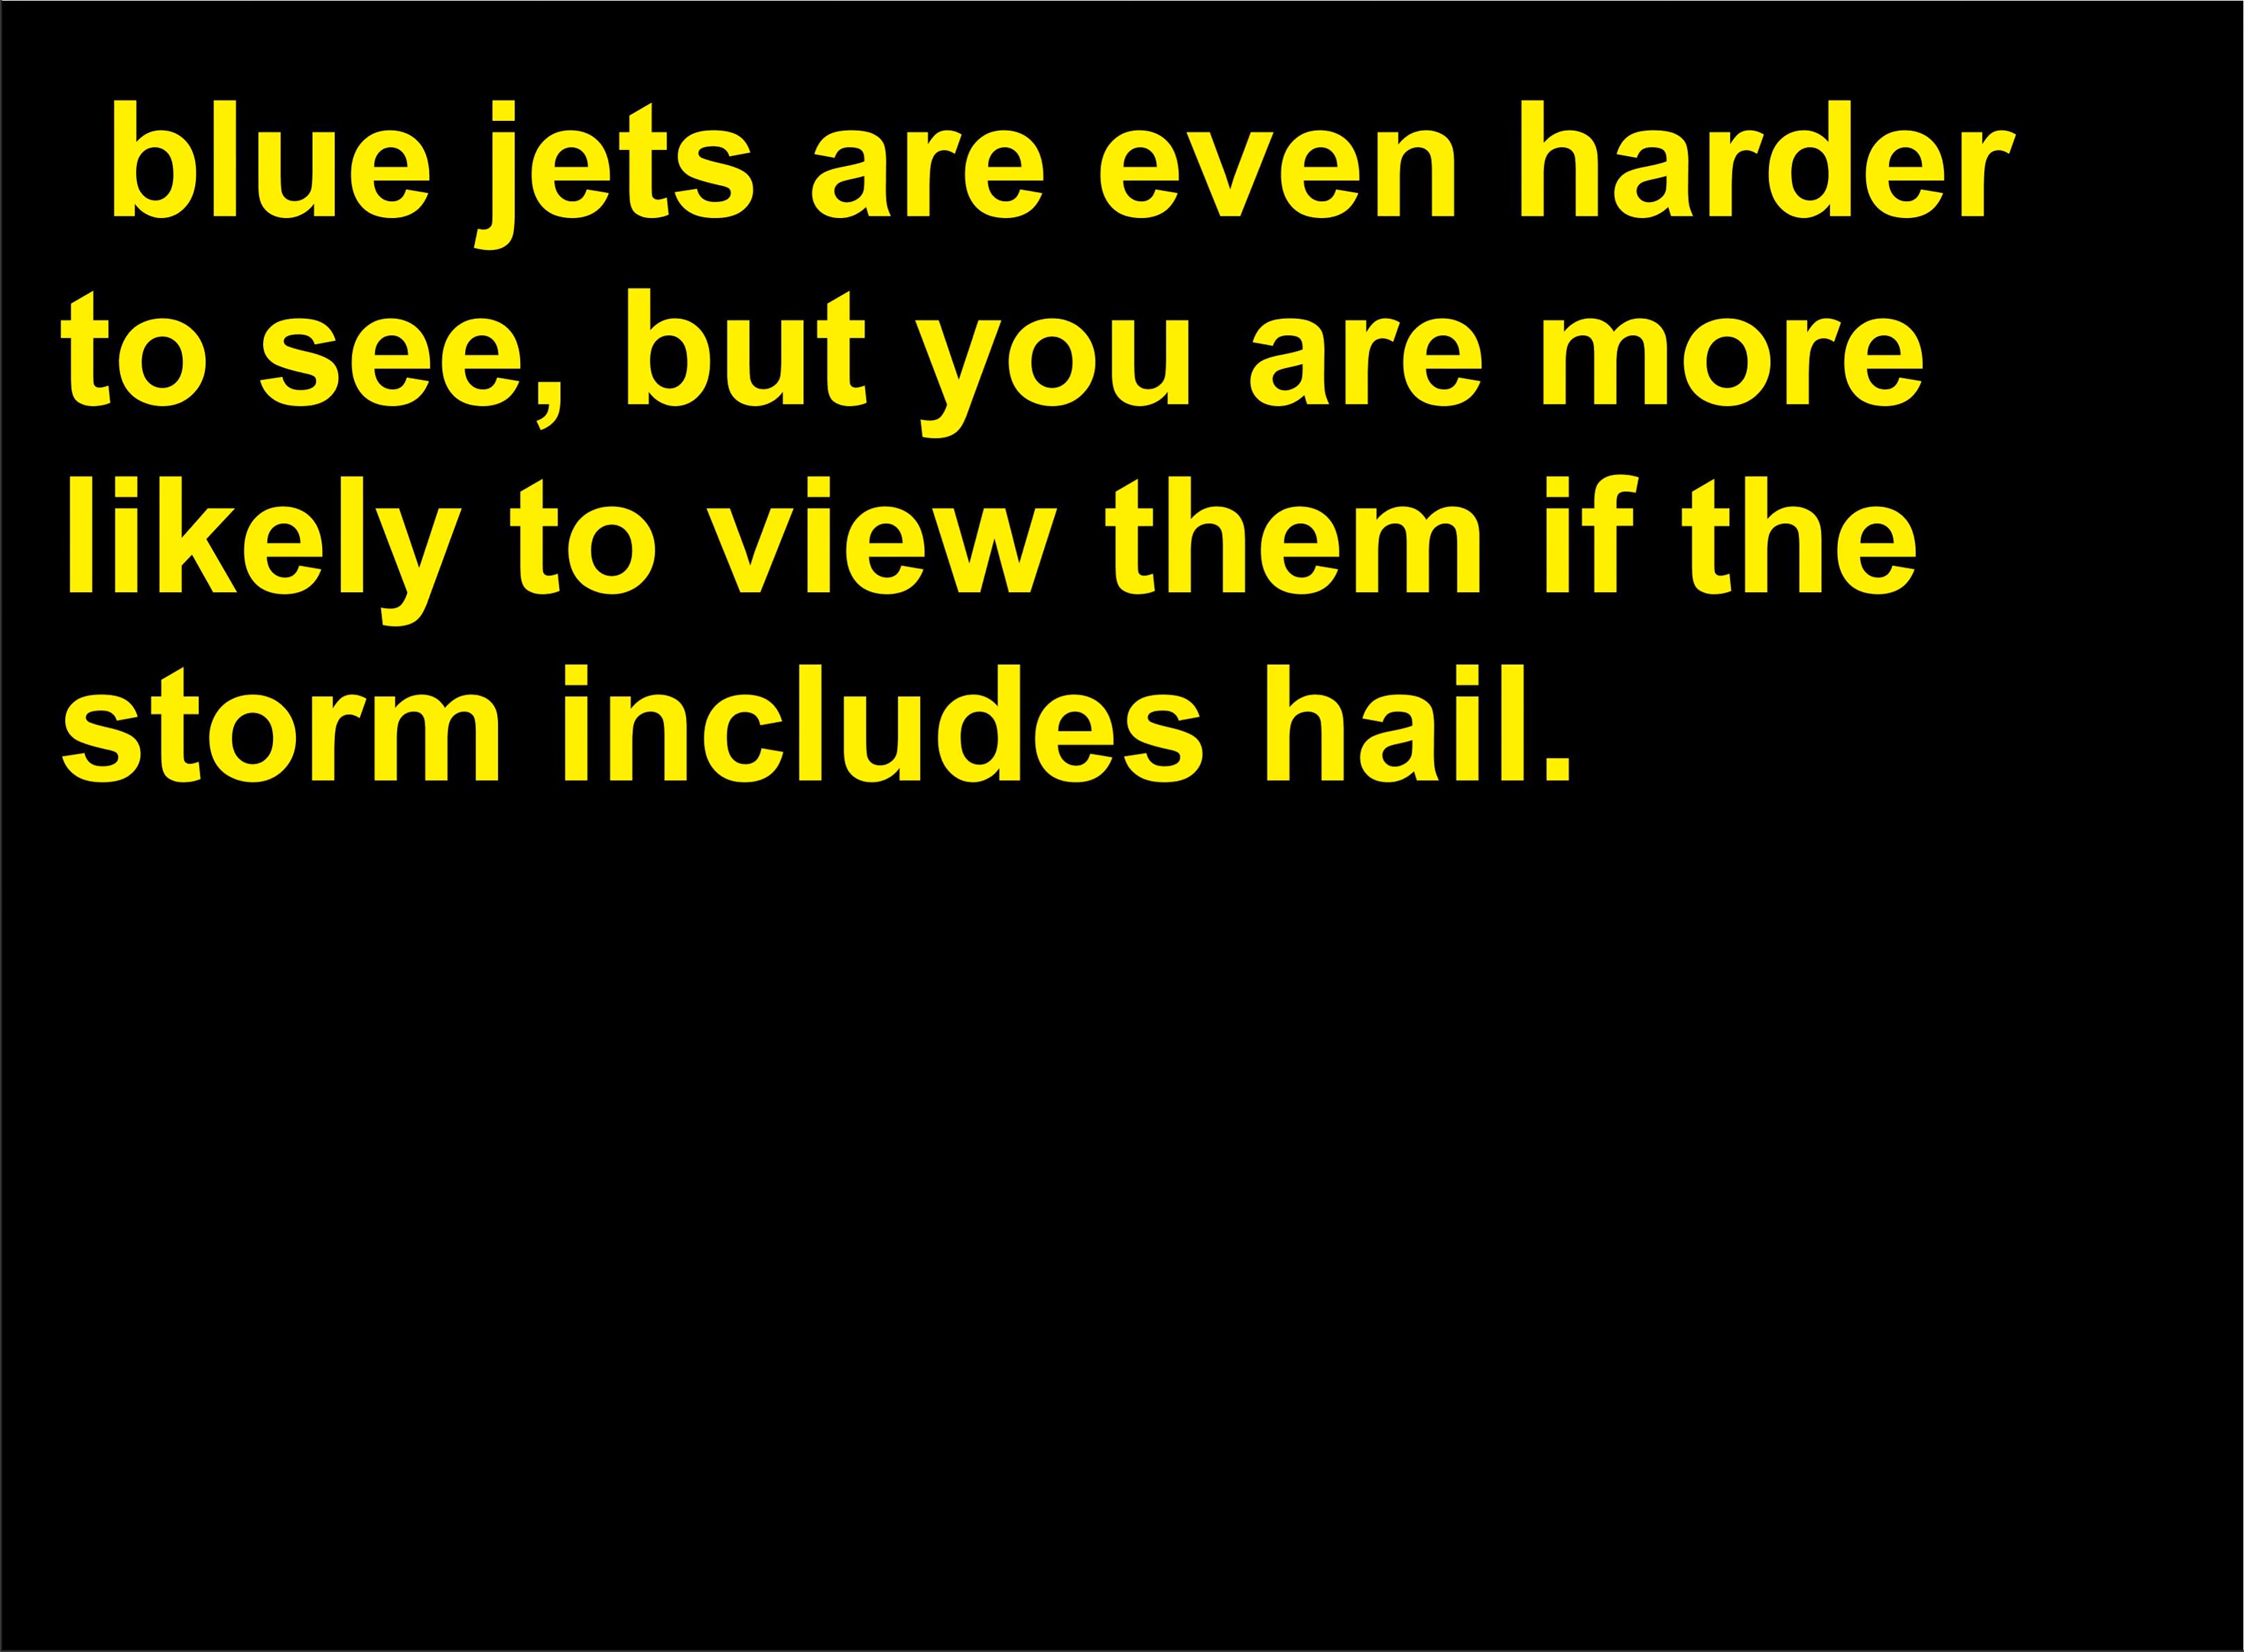 blue jets are even harder
to see, but you are more
likely to view them if the
storm includes hail.